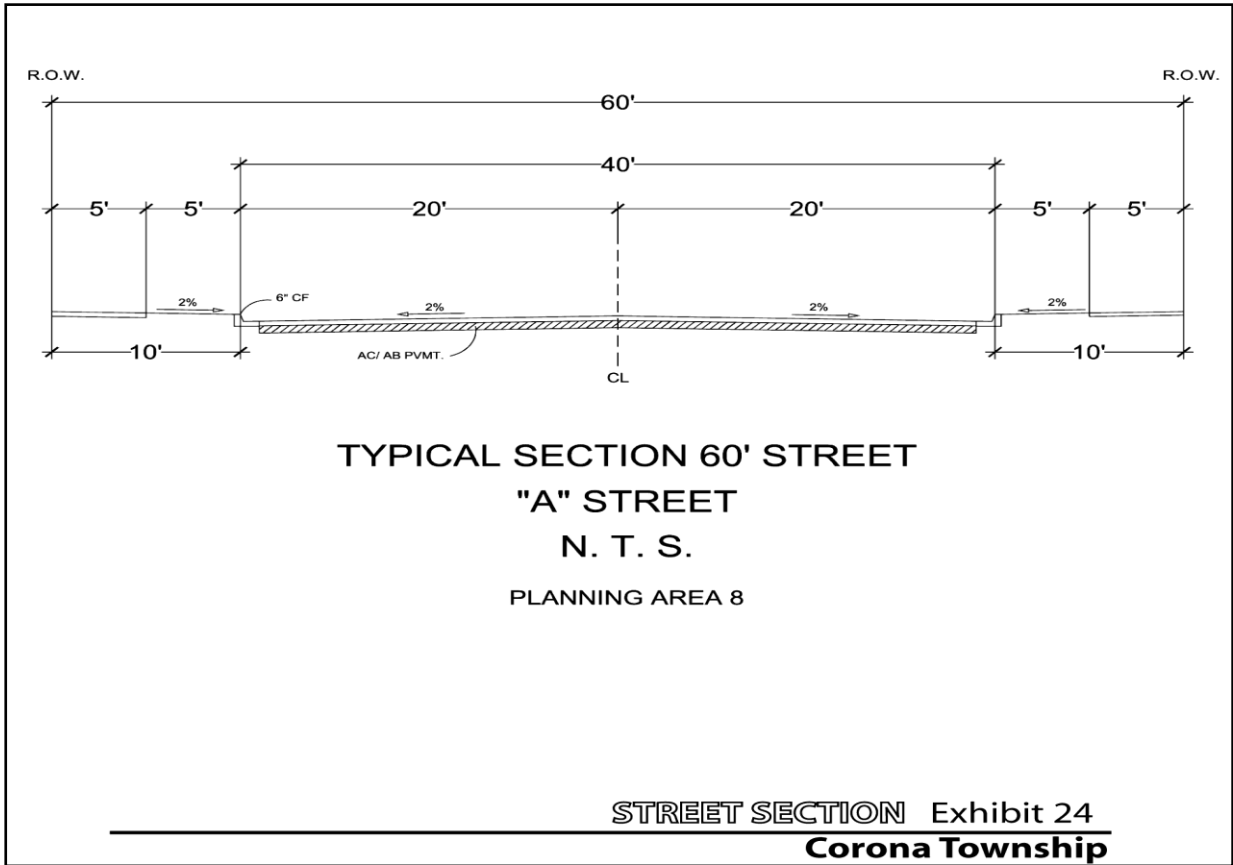 R.O.W. R.O.W.
60'
40'
5' 5' 20' 20' 5' 5'
2% 6" CF 2% 2% 2%
10' AC/ AB PVMT. 10'
CL
TYPICAL SECTION 60' STREET
"A" STREET
N. T. S.
PLANNING AREA 8
STREET SECTION Exhibit 24
Corona Township